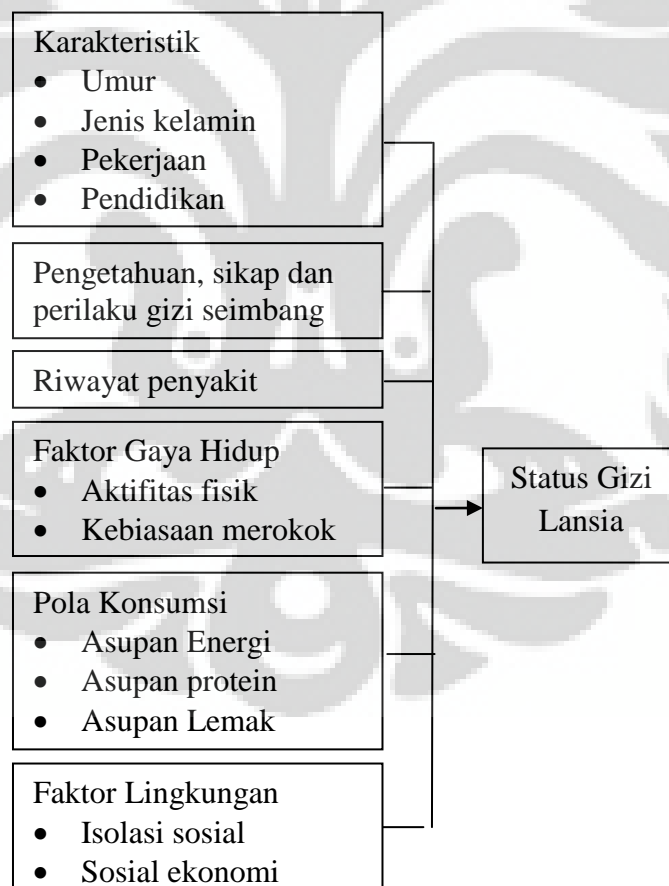 Karakteristik
• Umur
• Jenis kelamin
• Pekerjaan
• Pendidikan
Pengetahuan, sikap dan
perilaku gizi seimbang
Riwayat penyakit
Faktor Gaya Hidup
• Aktifitas fisik
• Kebiasaan merokok
Pola Konsumsi
• Asupan Energi
• Asupan protein
• Asupan Lemak
Faktor Lingkungan
• Isolasi sosial
• Sosial ekonomi
Status Gizi
Lansia